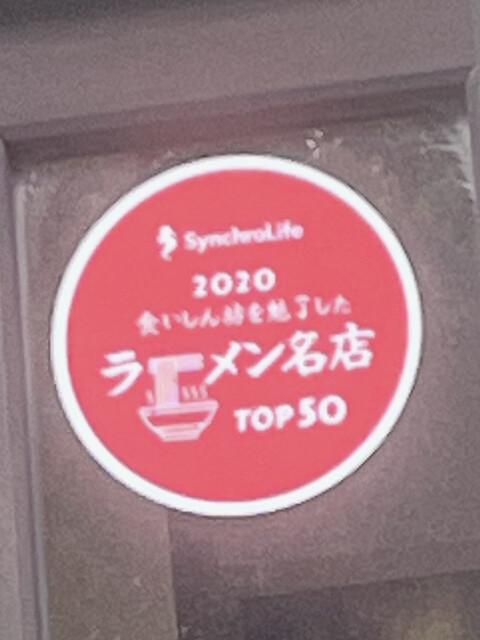 SynchroLife
2020
食いしん坊を魅了した
ラーメン名店
TOP50